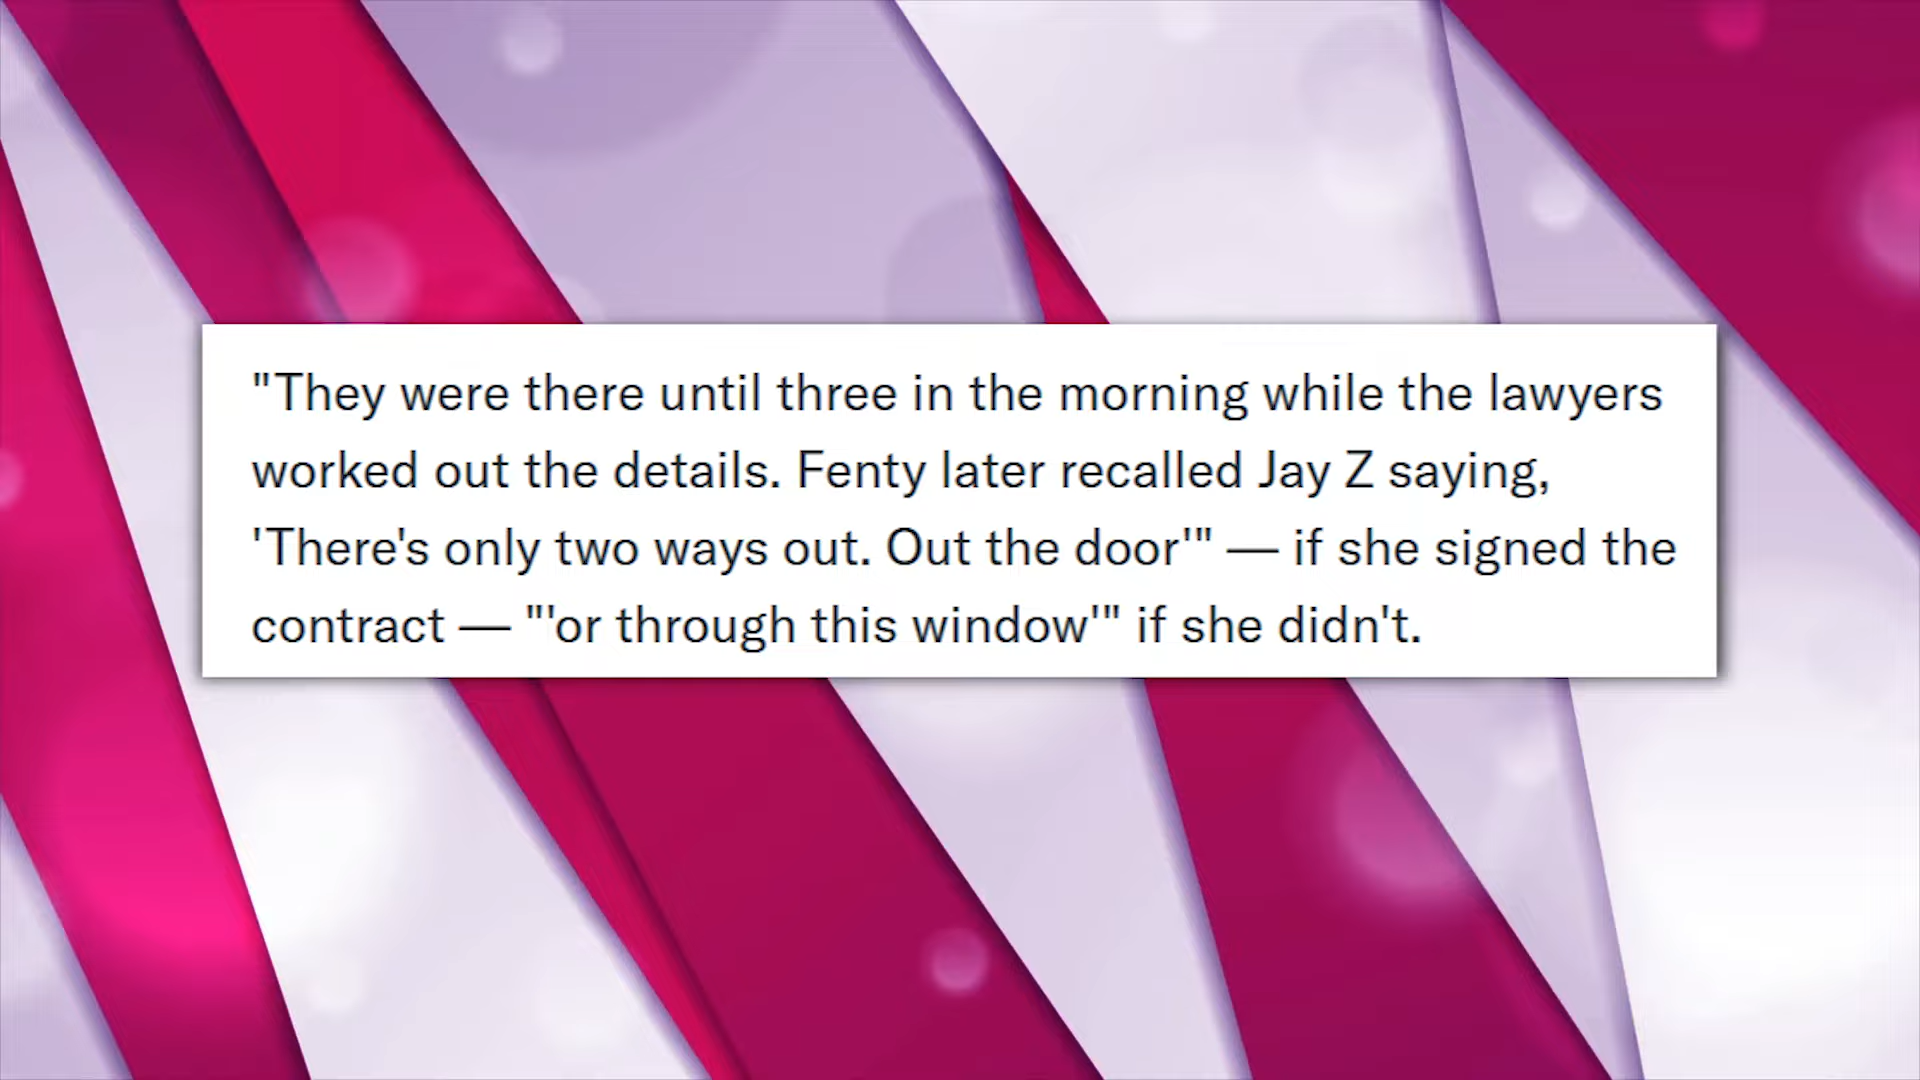 "They were there until three in the morning while the lawyers
worked out the details. Fenty later recalled Jay Z saying,
'There's only two ways out. Out the door'" — if she signed the
contract — "'or through this window'" if she didn't.